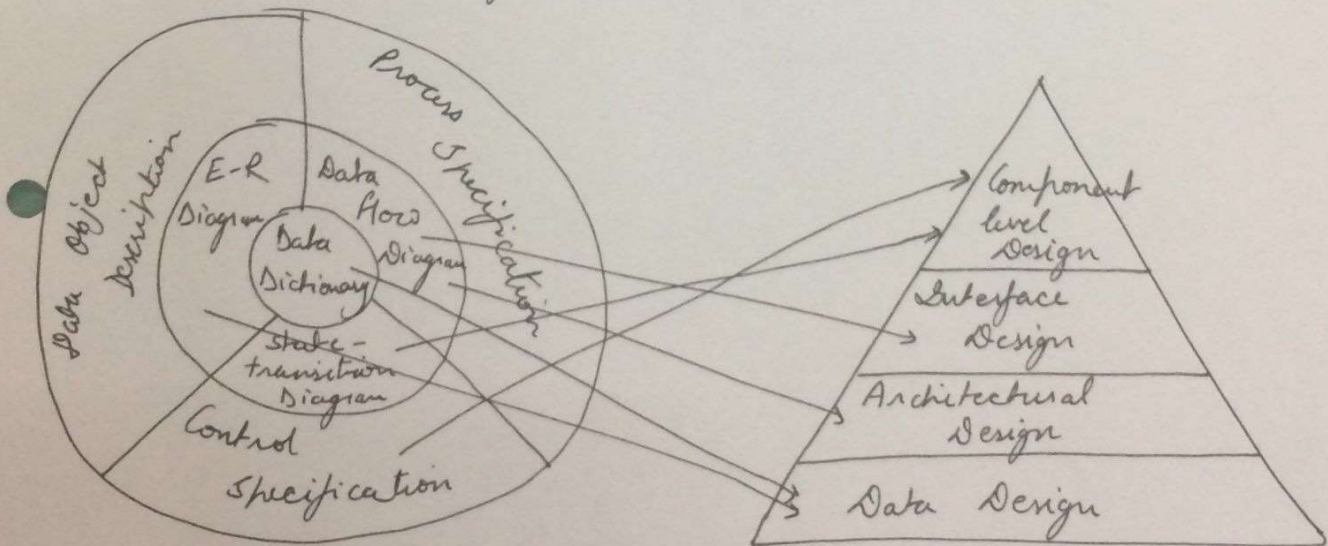 Data Object
Description
Process Specification
E-R
Diagram
Data
flow
Diagram
Data
Dictionary
State-
transition
Diagram
Control
Specification
Component
level
Design
Interface
Design
Architectural
Design
Data Design